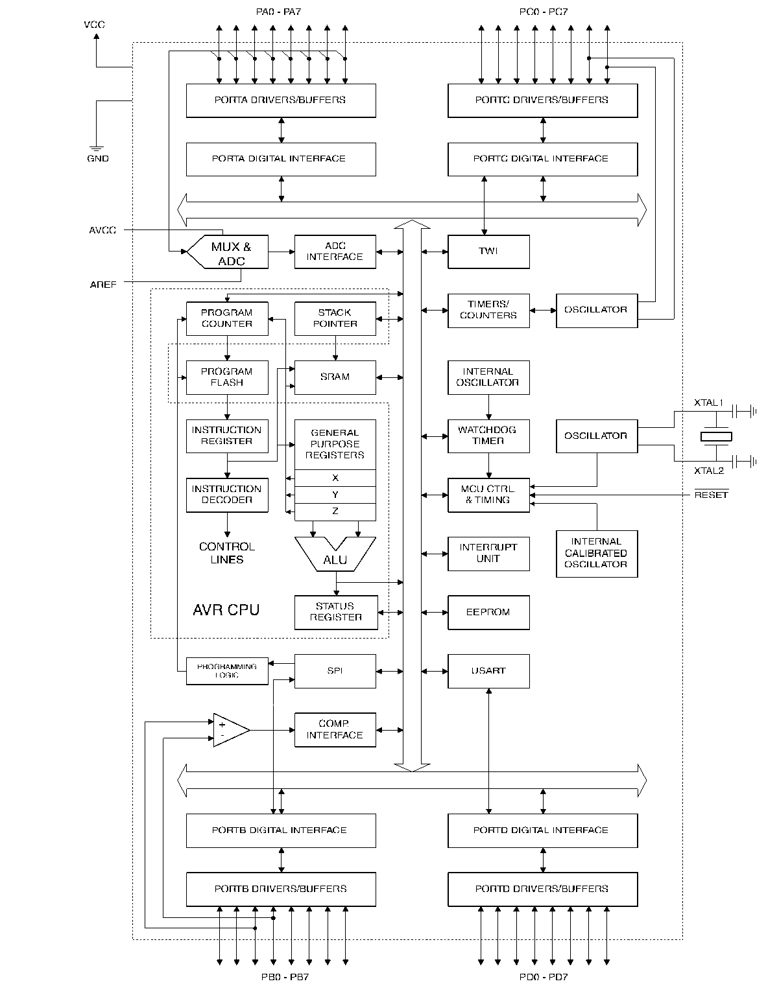 PA0 - PA7
PC0 - PC7
VCC
PORTA DRIVERS/BUFFERS
PORTC DRIVERS/BUFFERS
GND
PORTA DIGITAL INTERFACE
PORTC DIGITAL INTERFACE
AVCC
MUX &
ADC
ADC
INTERFACE
TWI
AREF
PROGRAM
COUNTER
STACK
POINTER
TIMERS/
COUNTERS
OSCILLATOR
PROGRAM
FLASH
SRAM
INTERNAL
OSCILLATOR
XTAL1
INSTRUCTION
REGISTER
GENERAL
PURPOSE
REGISTERS
WATCHDOG
TIMER
OSCILLATOR
XTAL2
X
Y
Z
INSTRUCTION
DECODER
MCU CTRL.
& TIMING
RESET
CONTROL
LINES
ALU
INTERRUPT
UNIT
INTERNAL
CALIBRATED
OSCILLATOR
AVR CPU
STATUS
REGISTER
EEPROM
PROGRAMMING
LOGIC
SPI
USART
+
-
COMP.
INTERFACE
PORTB DIGITAL INTERFACE
PORTD DIGITAL INTERFACE
PORTB DRIVERS/BUFFERS
PORTD DRIVERS/BUFFERS
PB0 - PB7
PD0 - PD7